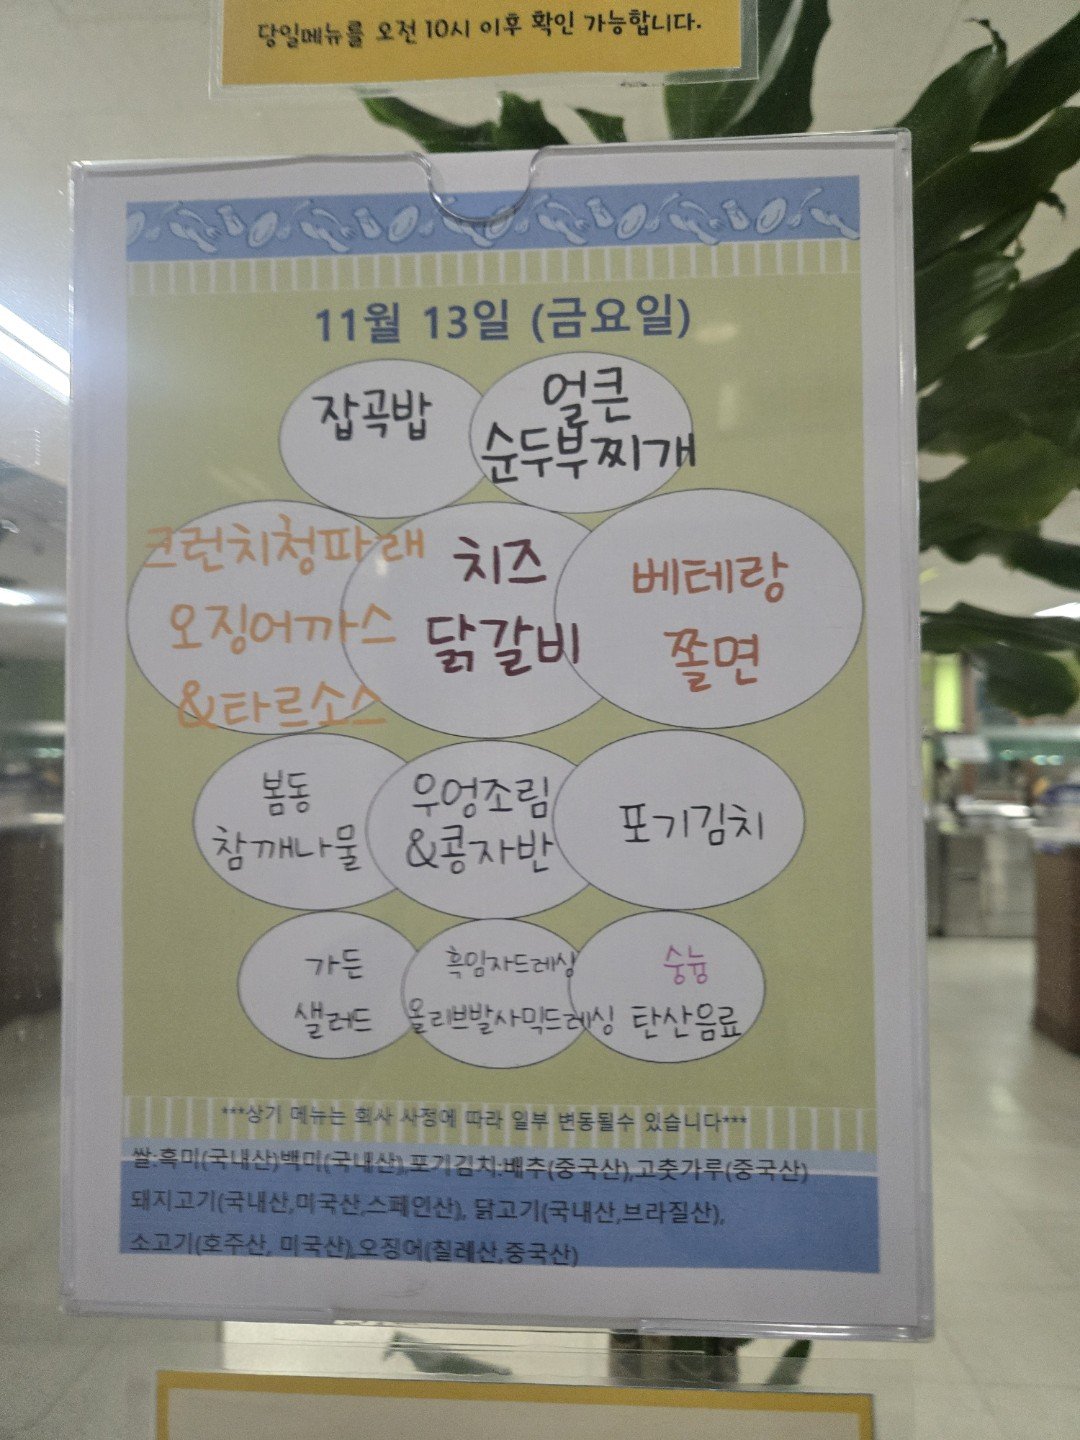 당일메뉴를 오전 10시 이후 확인 가능합니다.
11월 13일 (금요일)
잡곡밥
얼큰
순두부찌개
크런치청파래
오징어까스
&타르소스
치즈
닭갈비
베테랑
쫄면
봄동
참깨나물
우엉조림
&콩자반
포기김치
가든
샐러드
흑임자드레싱
올리브발사믹드레싱
숭늉
탄산음료
***상기 메뉴는 회사 사정에 따라 일부 변동될수 있습니다***
쌀:흑미(국내산)백미(국내산),포기김치:배추(중국산),고춧가루(중국산)
돼지고기(국내산,미국산,스페인산), 닭고기(국내산,브라질산),
소고기(호주산, 미국산),오징어(칠레산,중국산)